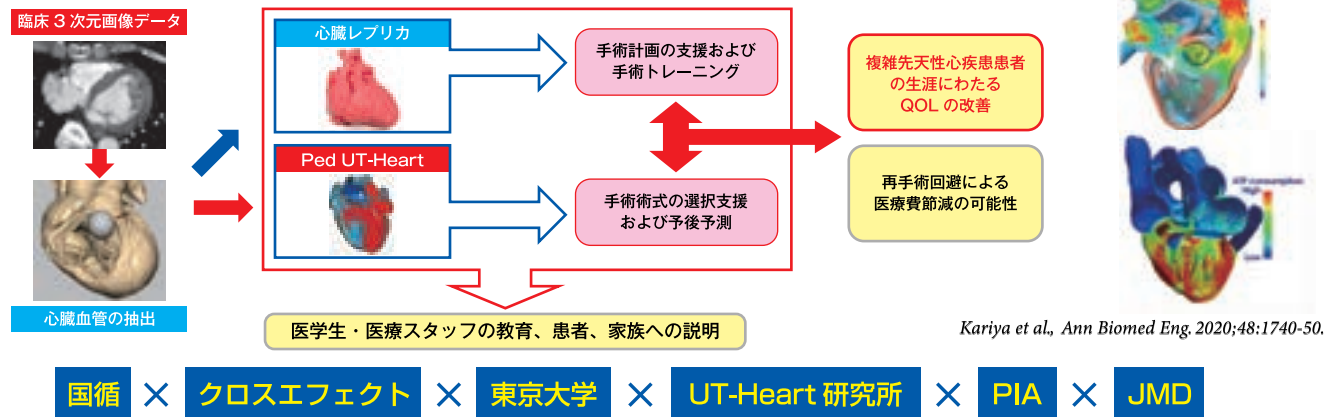 臨床3次元画像データ
心臓血管の抽出
心臓レプリカ
Ped UT-Heart
手術計画の支援および
手術トレーニング
手術術式の選択支援
および予後予測
複雑先天性心疾患患者
の生涯にわたる
QOLの改善
再手術回避による
医療費節減の可能性
医学生・医療スタッフの教育、患者、家族への説明
ATP consumption
High
Kariya et al., Ann Biomed Eng. 2020;48:1740-50.
国循 × クロスエフェクト × 東京大学 × UT-Heart 研究所 × PIA × JMD